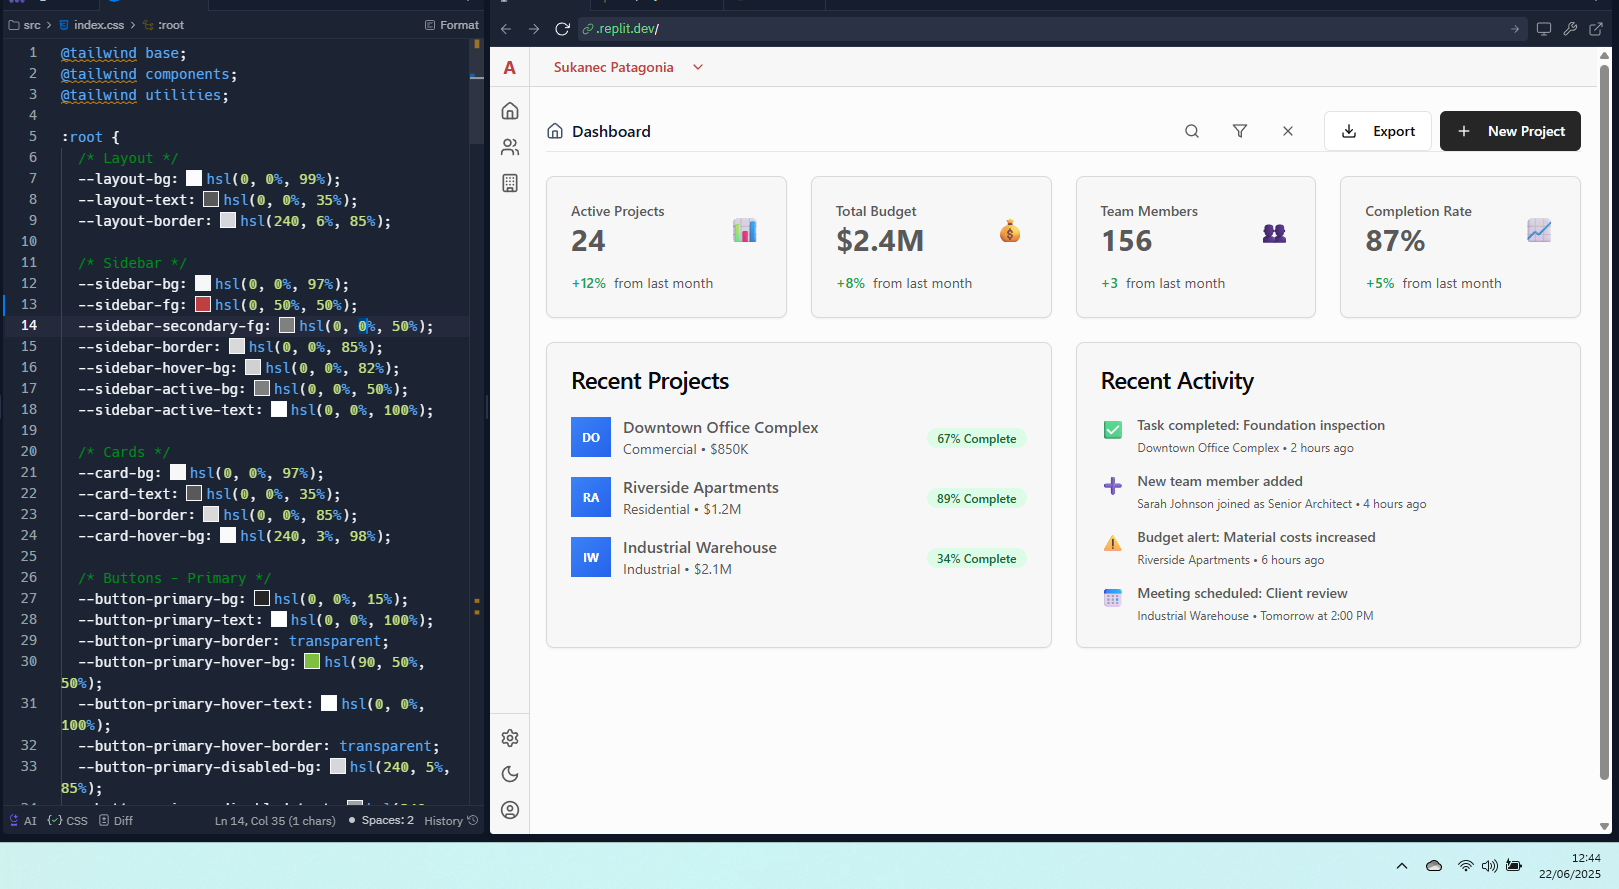 src > index.css > :root
Format
1 @tailwind base;
2 @tailwind components;
3 @tailwind utilities;
4
5 :root {
6 /* Layout */
7 --layout-bg: hsl(0, 0%, 99%);
8 --layout-text: hsl(0, 0%, 35%);
9 --layout-border: hsl(240, 6%, 85%);
10
11 /* Sidebar */
12 --sidebar-bg: hsl(0, 0%, 97%);
13 --sidebar-fg: hsl(0, 50%, 50%);
14 --sidebar-secondary-fg: hsl(0, 0%, 50%);
15 --sidebar-border: hsl(0, 0%, 85%);
16 --sidebar-hover-bg: hsl(0, 0%, 82%);
17 --sidebar-active-bg: hsl(0, 0%, 50%);
18 --sidebar-active-text: hsl(0, 0%, 100%);
19
20 /* Cards */
21 --card-bg: hsl(0, 0%, 97%);
22 --card-text: hsl(0, 0%, 35%);
23 --card-border: hsl(0, 0%, 85%);
24 --card-hover-bg: hsl(240, 3%, 98%);
25
26 /* Buttons - Primary */
27 --button-primary-bg: hsl(0, 0%, 15%);
28 --button-primary-text: hsl(0, 0%, 100%);
29 --button-primary-border: transparent;
30 --button-primary-hover-bg: hsl(90, 50%,
50%);
31 --button-primary-hover-text: hsl(0, 0%,
100%);
32 --button-primary-hover-border: transparent;
33 --button-primary-disabled-bg: hsl(240, 5%,
85%);
AI CSS Diff Ln 14, Col 35 (1 chars) Spaces: 2 History
.replit.dev/
A
Sukanec Patagonia
Dashboard
Export
New Project
Active Projects
24
+12% from last month
Total Budget
$2.4M
+8% from last month
Team Members
156
+3 from last month
Completion Rate
87%
+5% from last month
Recent Projects
DO
Downtown Office Complex
Commercial • $850K
67% Complete
RA
Riverside Apartments
Residential • $1.2M
89% Complete
IW
Industrial Warehouse
Industrial • $2.1M
34% Complete
Recent Activity
Task completed: Foundation inspection
Downtown Office Complex • 2 hours ago
New team member added
Sarah Johnson joined as Senior Architect • 4 hours ago
Budget alert: Material costs increased
Riverside Apartments • 6 hours ago
Meeting scheduled: Client review
Industrial Warehouse • Tomorrow at 2:00 PM
12:44
22/06/2025